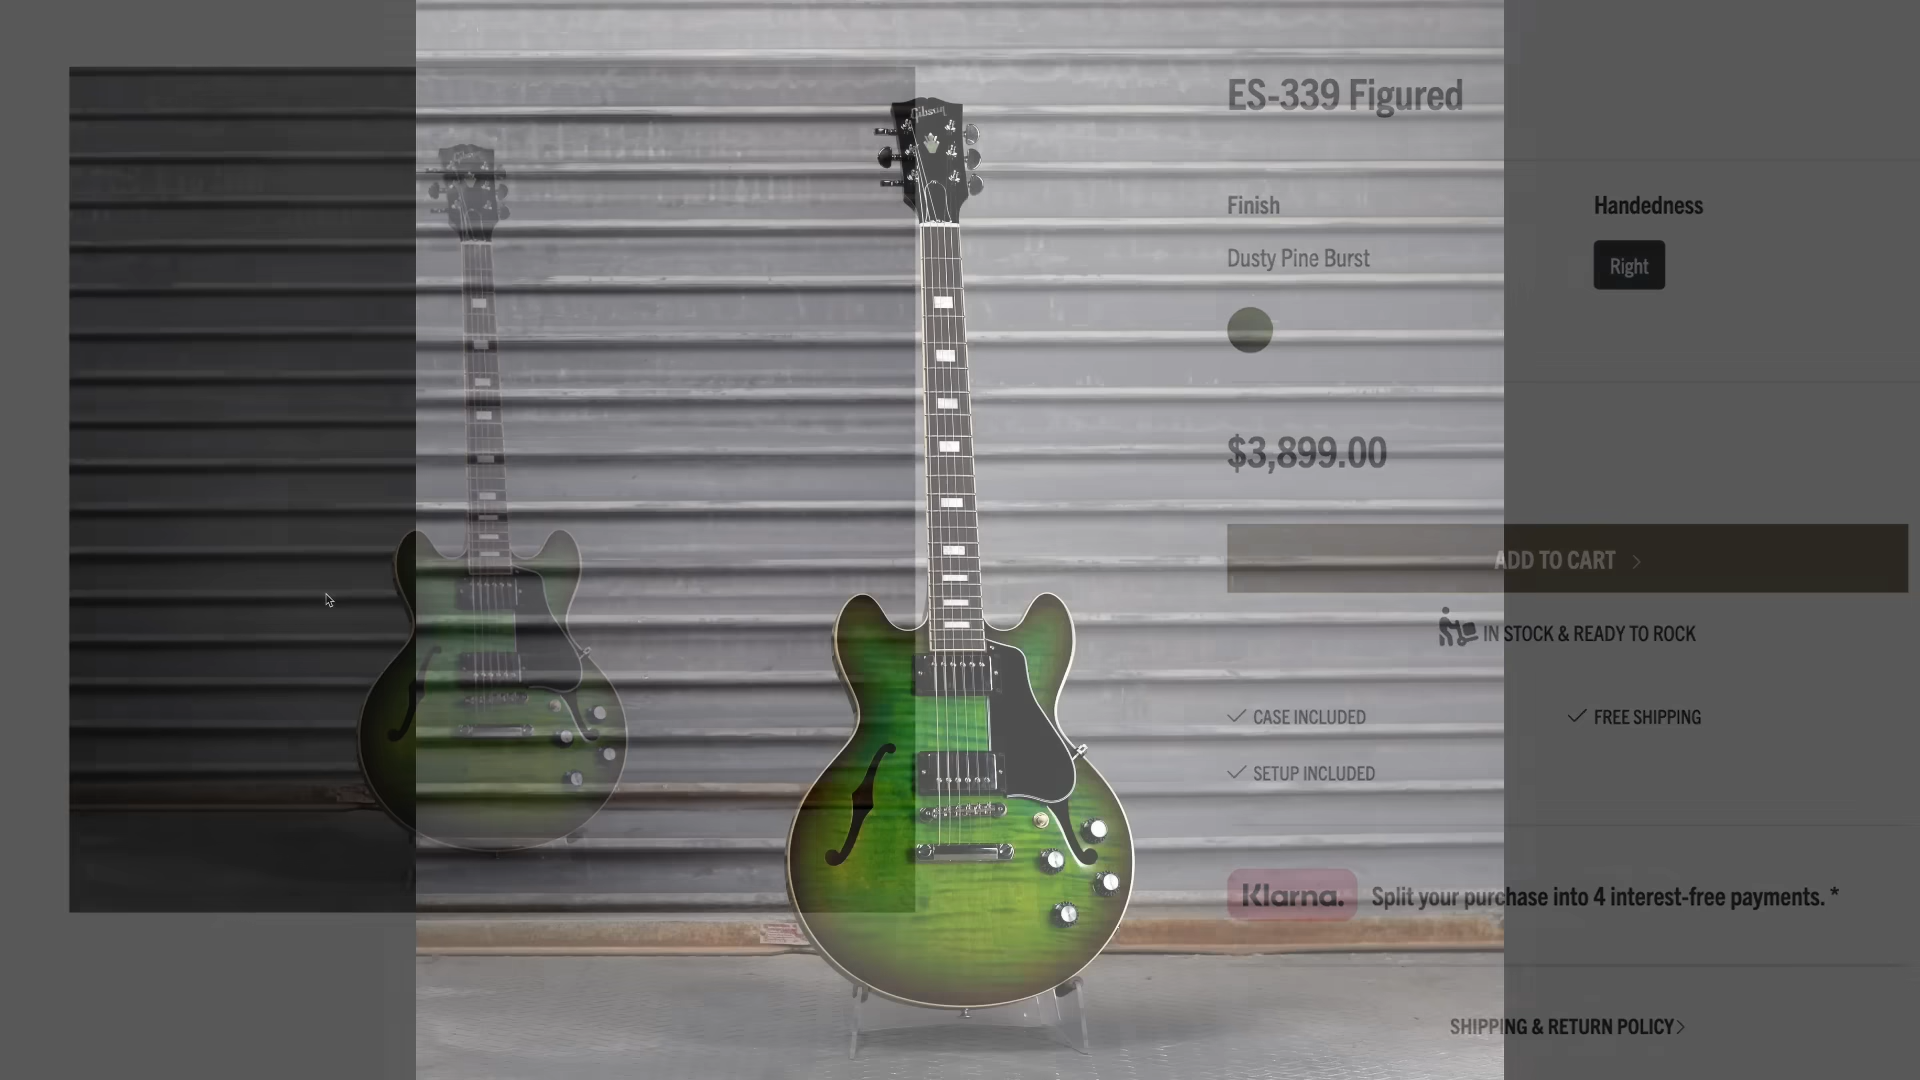 Gibson
ES-339 Figured
Finish
Handedness
Dusty Pine Burst
Right
$3,899.00
ADD TO CART
IN STOCK & READY TO ROCK
CASE INCLUDED
FREE SHIPPING
SETUP INCLUDED
Klarna. Split your purchase into 4 interest-free payments. *
SHIPPING & RETURN POLICY